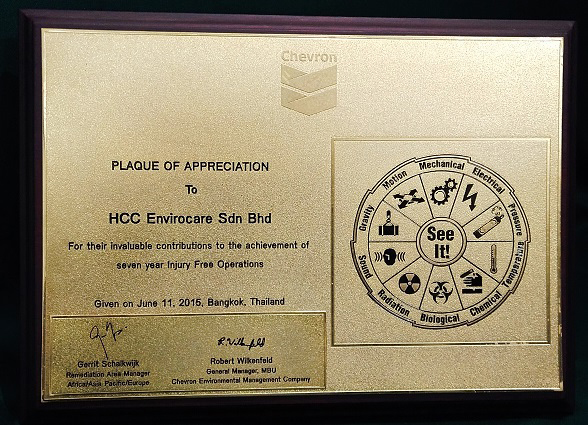 Chevron
PLAQUE OF APPRECIATION
To
HCC Envirocare Sdn Bhd
For their invaluable contributions to the achievement of
seven year Injury Free Operations
Given on June 11, 2015, Bangkok, Thailand
Gerrit Schalkwijk
Remediation Area Manager
Africa/Asia Pacific/Europe
R. Wilkenfeld
Robert Wilkenfeld
General Manager, MBU
Chevron Environmental Management Company
See
It!
Mechanical
Electrical
Pressure
Temperature
Chemical
Biological
Radiation
Sound
Gravity
Motion